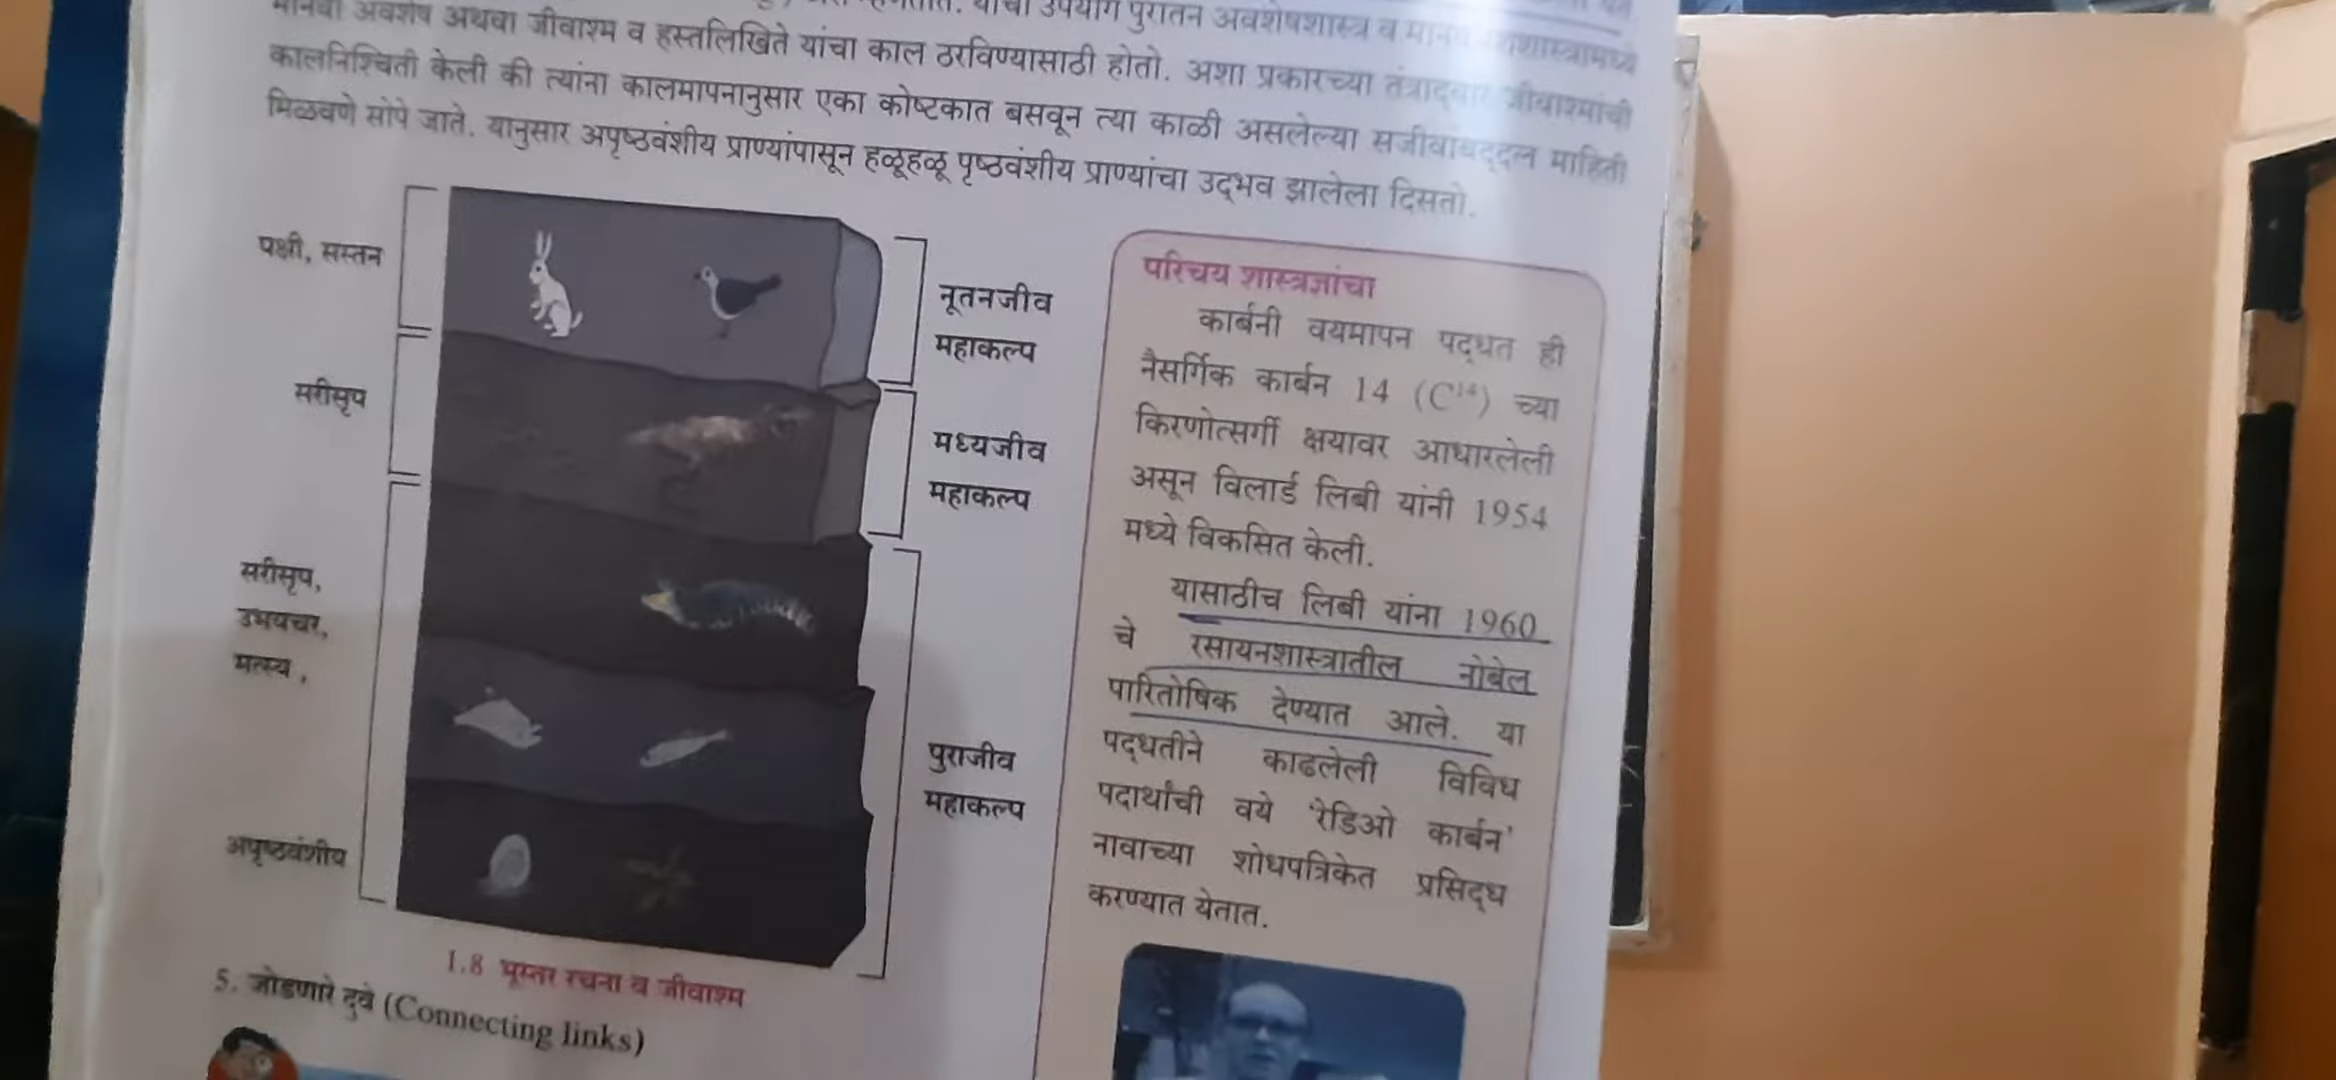 मानवी अवशेष अथवा जीवाश्म व हस्तलिखिते यांचा काल ठरविण्यासाठी होतो. अशा प्रकारच्या तंत्राद्वारे जीवाश्मांची
कालनिश्चिती केली की त्यांना कालमापनानुसार एका कोष्टकात बसवून त्या काळी असलेल्या सजीवांबद्दल माहिती
मिळवणे सोपे जाते. यानुसार अपृष्ठवंशीय प्राण्यांपासून हळूहळू पृष्ठवंशीय प्राण्यांचा उद्भव झालेला दिसतो.
पक्षी, सस्तन
सरीसृप
सरीसृप,
उभयचर,
मत्स्य,
अपृष्ठवंशीय
नूतनजीव
महाकल्प
मध्यजीव
महाकल्प
पुराजीव
महाकल्प
1.8 भूस्तर रचना व जीवाश्म
5. जोडणारे दुवे (Connecting links)
परिचय शास्त्रज्ञांचा
कार्बनी वयमापन पद्धत ही
नैसर्गिक कार्बन 14 (C¹⁴) च्या
किरणोत्सर्गी क्षयावर आधारलेली
असून विलार्ड लिबी यांनी 1954
मध्ये विकसित केली.
यासाठीच लिबी यांना 1960
चे रसायनशास्त्रातील नोबेल
पारितोषिक देण्यात आले. या
पद्धतीने काढलेली विविध
पदार्थांची वये 'रेडिओ कार्बन'
नावाच्या शोधपत्रिकेत प्रसिद्ध
करण्यात येतात.